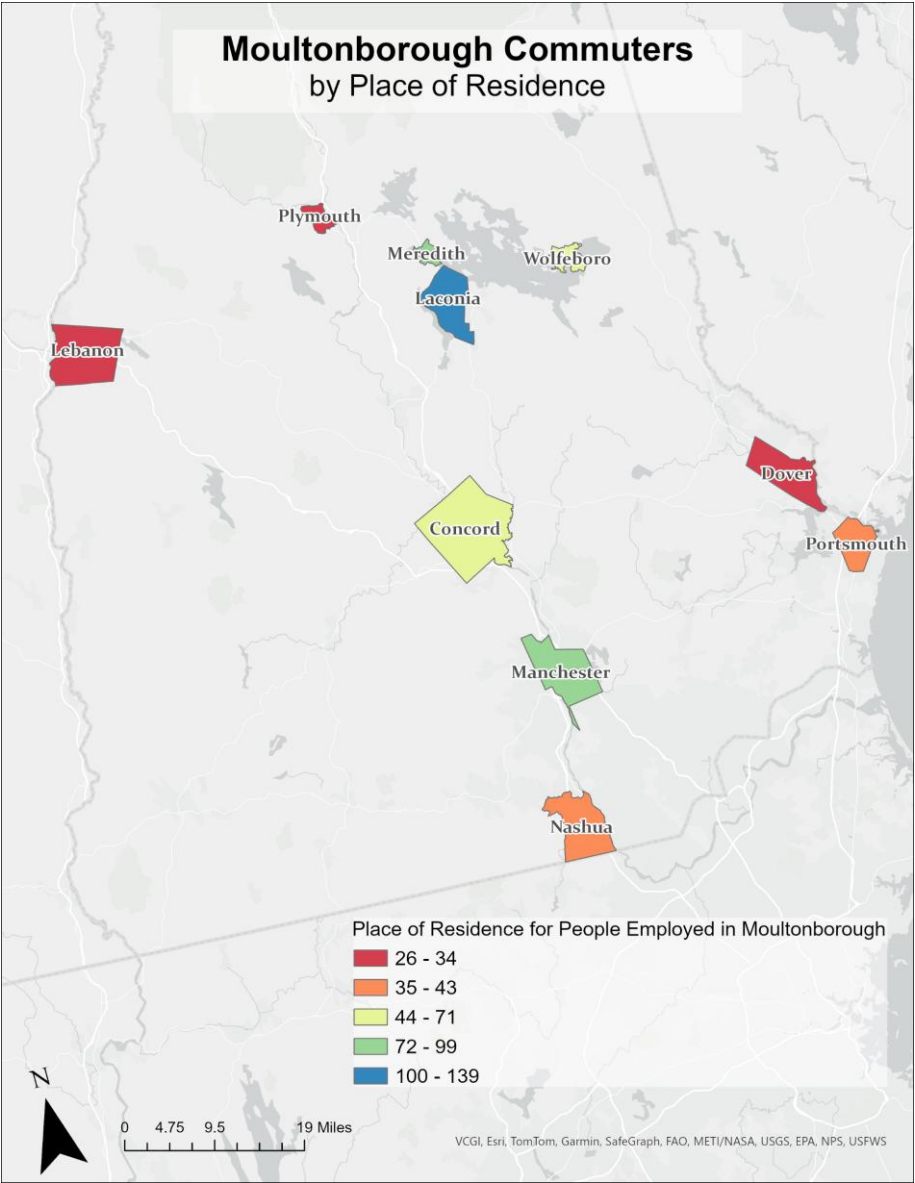 Moultonborough Commuters
by Place of Residence
Plymouth
Meredith
Wolfeboro
Laconia
Lebanon
Dover
Concord
Portsmouth
Manchester
Nashua
Place of Residence for People Employed in Moultonborough
26 - 34
35 - 43
44 - 71
72 - 99
100 - 139
N
0 4.75 9.5 19 Miles
VCGI, Esri, TomTom, Garmin, SafeGraph, FAO, METI/NASA, USGS, EPA, NPS, USFWS